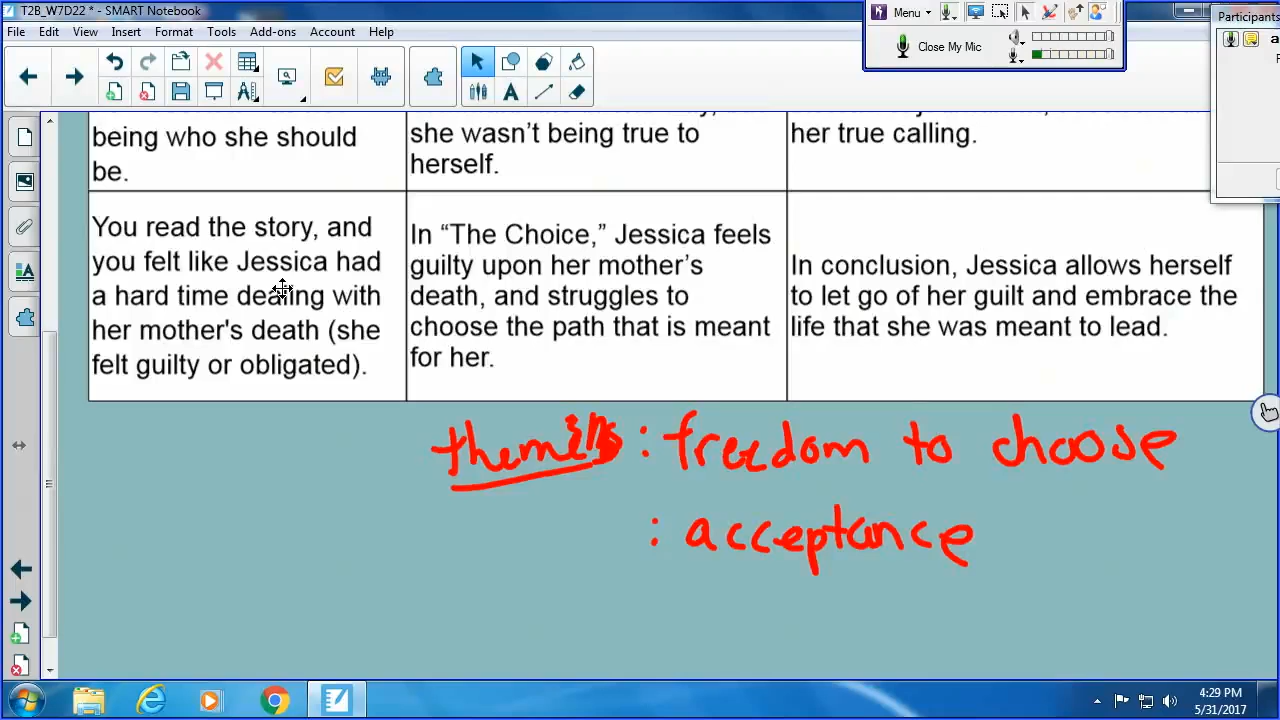 T2B_W7D22 * - SMART Notebook
Menu
Participants
File Edit View Insert Format Tools Add-ons Account Help
Close My Mic
being who she should
be.
she wasn't being true to
herself.
her true calling.
You read the story, and
you felt like Jessica had
a hard time dealing with
her mother's death (she
felt guilty or obligated).
In “The Choice,” Jessica feels
guilty upon her mother’s
death, and struggles to
choose the path that is meant
for her.
In conclusion, Jessica allows herself
to let go of her guilt and embrace the
life that she was meant to lead.
: freedom to choose
: acceptance
4:29 PM
5/31/2017